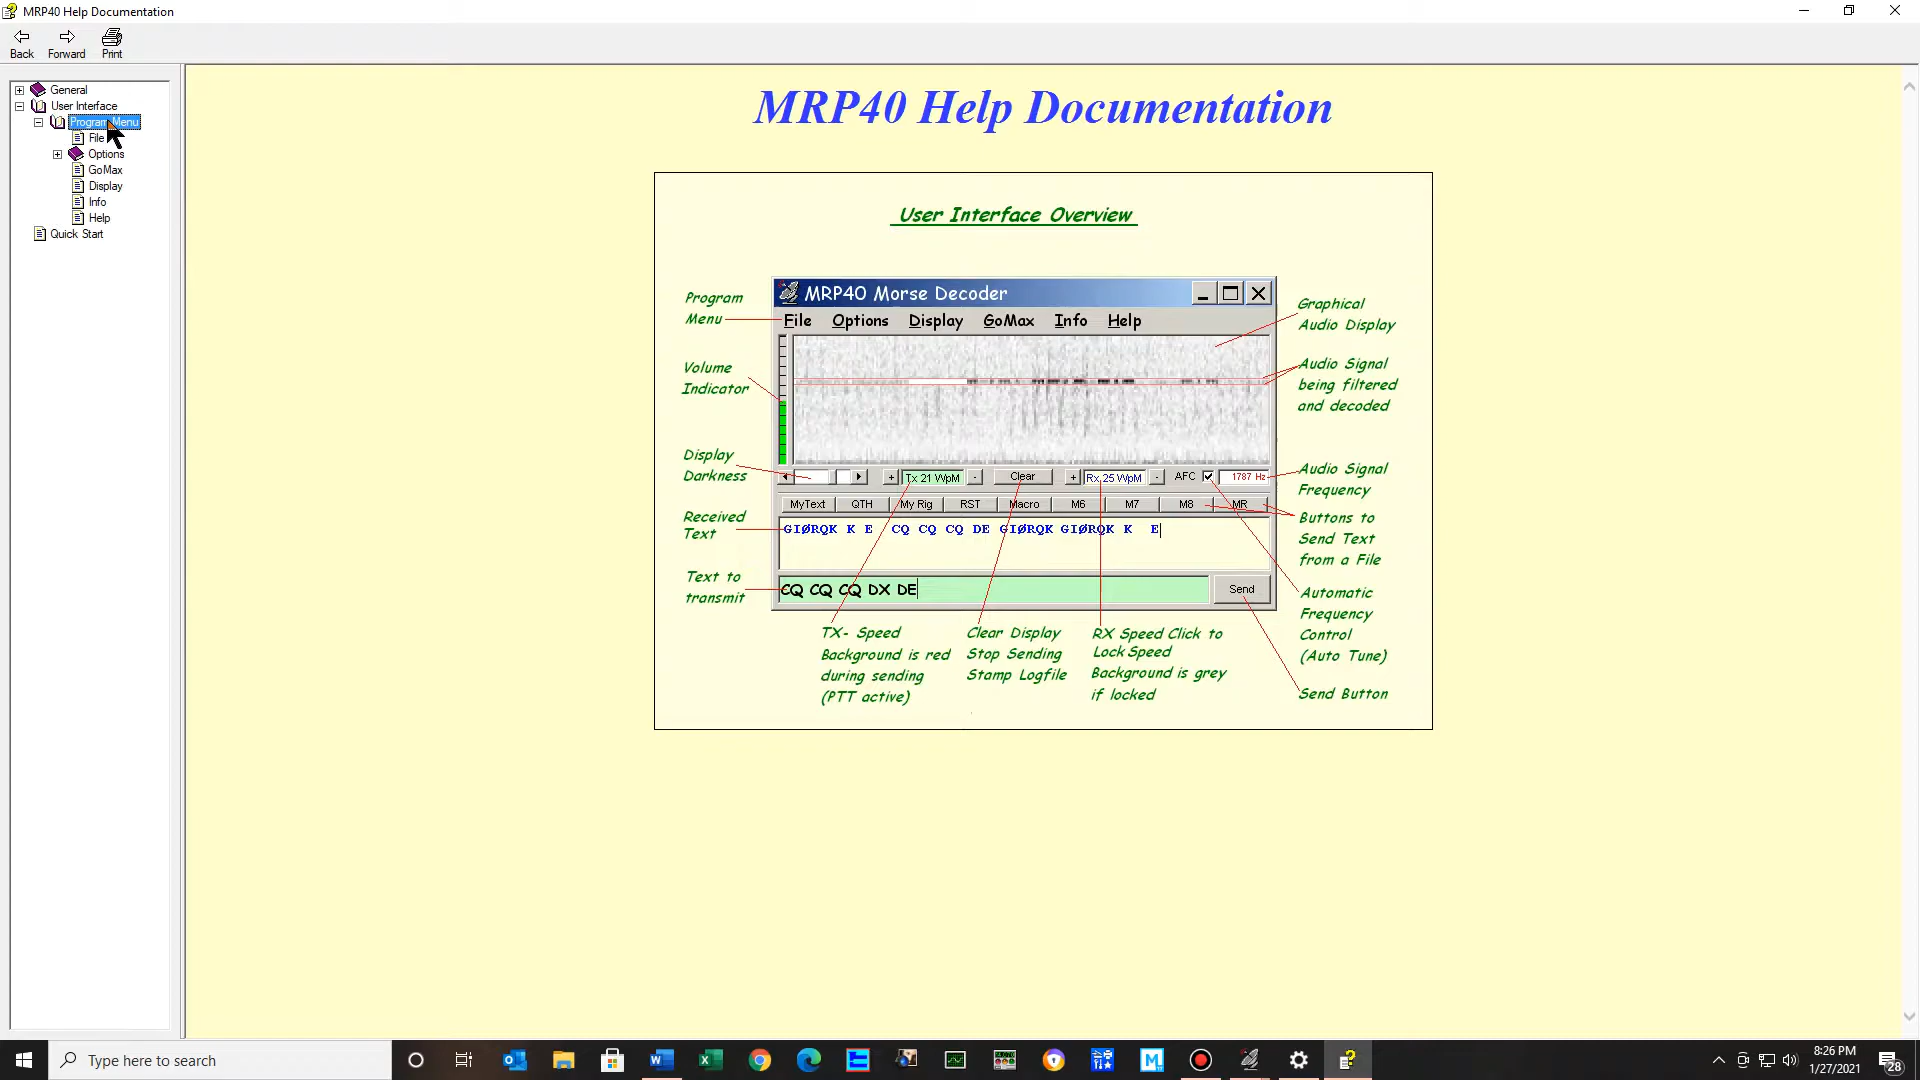 MRP40 Help Documentation
Back Forward Print
General
User Interface
Program Menu
File
Options
GoMax
Display
Info
Help
Quick Start
MRP40 Help Documentation
User Interface Overview
Program
Menu
MRP40 Morse Decoder
File Options Display GoMax Info Help
Graphical
Audio Display
Volume
Indicator
Audio Signal
being filtered
and decoded
Display
Darkness
+ Tx 21 WpM - Clear + Rx 25 WpM - AFC 1787 Hz
Audio Signal
Frequency
MyText QTH My Rig RST Macro M6 M7 M8 MR
Received
Text
GIØRQK K E CQ CQ CQ DE GIØRQK GIØRQK K E
Buttons to
Send Text
from a File
Text to
transmit
CQ CQ CQ DX DE
Send
Automatic
Frequency
Control
(Auto Tune)
TX- Speed
Background is red
during sending
(PTT active)
Clear Display
Stop Sending
Stamp Logfile
RX Speed Click to
Lock Speed
Background is grey
if locked
Send Button
Type here to search
8:26 PM
1/27/2021
28